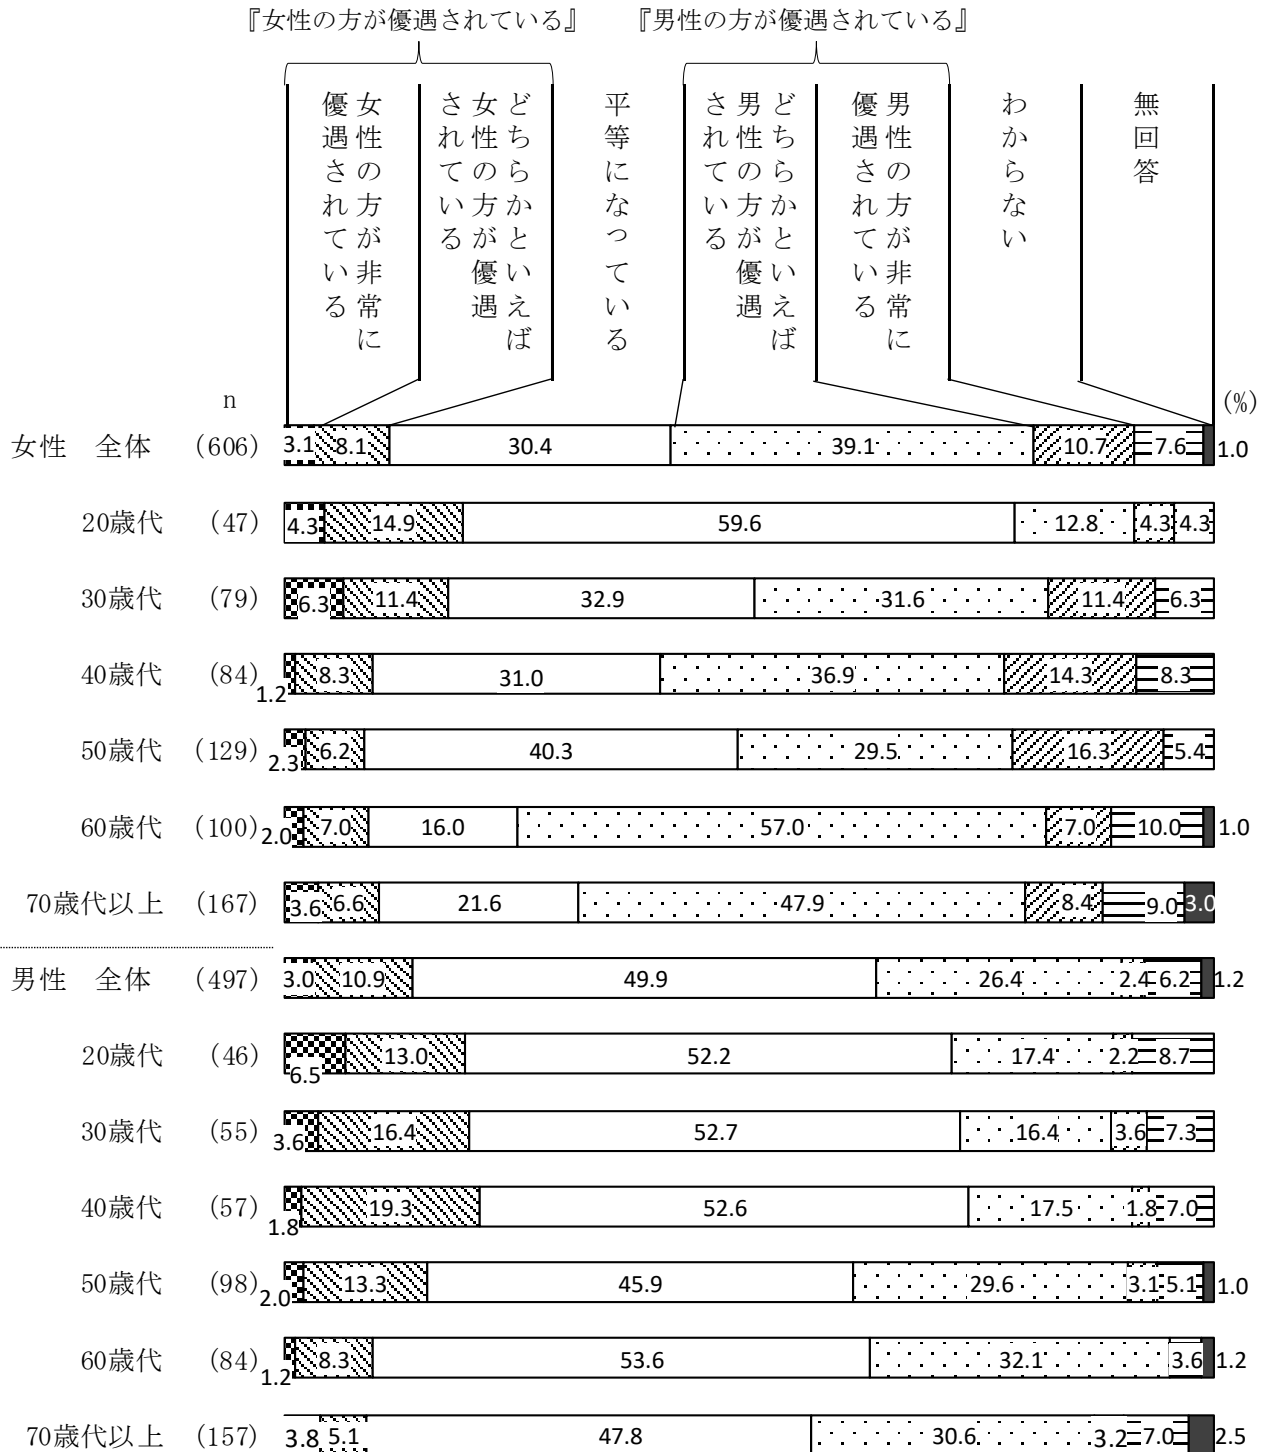 『女性の方が優遇されている』 『男性の方が優遇されている』
女性の方が非常に
優遇されている
どちらかといえば
女性の方が優遇
されている
平等になっている
どちらかといえば
男性の方が優遇
されている
男性の方が非常に
優遇されている
わからない
無回答
n (%)
女性 全体 (606) 3.1 8.1 30.4 39.1 10.7 7.6 1.0
20歳代 (47) 4.3 14.9 59.6 12.8 4.3 4.3
30歳代 (79) 6.3 11.4 32.9 31.6 11.4 6.3
40歳代 (84) 1.2 8.3 31.0 36.9 14.3 8.3
50歳代 (129) 2.3 6.2 40.3 29.5 16.3 5.4
60歳代 (100) 2.0 7.0 16.0 57.0 7.0 10.0 1.0
70歳代以上 (167) 3.6 6.6 21.6 47.9 8.4 9.0 3.0
男性 全体 (497) 3.0 10.9 49.9 26.4 2.4 6.2 1.2
20歳代 (46) 6.5 13.0 52.2 17.4 2.2 8.7
30歳代 (55) 3.6 16.4 52.7 16.4 3.6 7.3
40歳代 (57) 1.8 19.3 52.6 17.5 1.8 7.0
50歳代 (98) 2.0 13.3 45.9 29.6 3.1 5.1 1.0
60歳代 (84) 1.2 8.3 53.6 32.1 3.6 1.2
70歳代以上 (157) 3.8 5.1 47.8 30.6 3.2 7.0 2.5